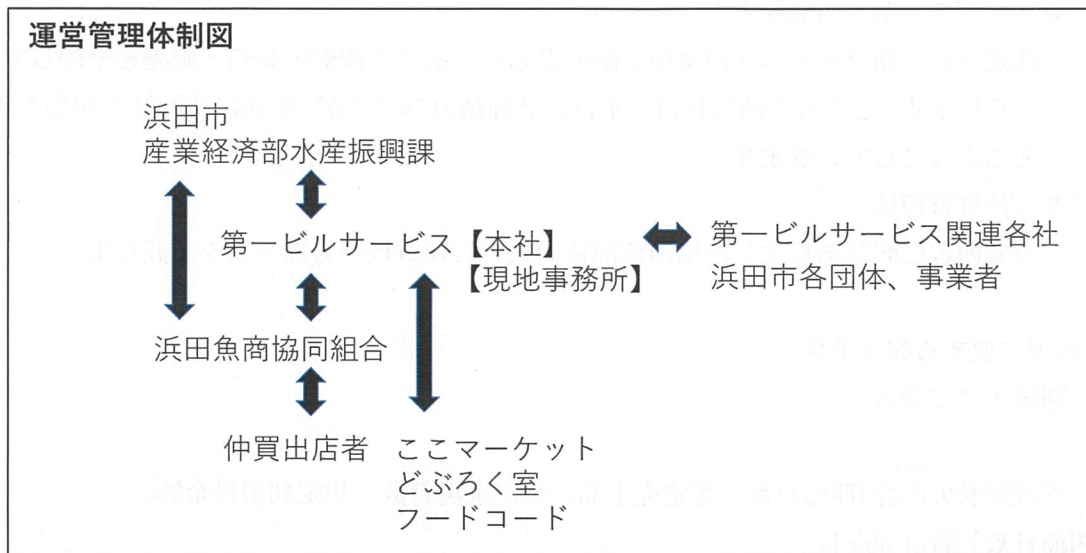 運営管理体制図
浜田市
産業経済部水産振興課
第一ビルサービス【本社】
【現地事務所】
第一ビルサービス関連各社
浜田市各団体、事業者
浜田魚商協同組合
仲買出店者
ここマーケット
どぶろく室
フードコード